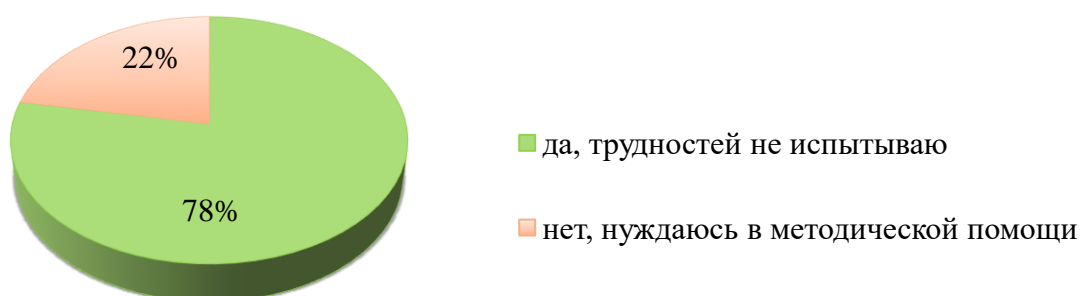 22%
78%
да, трудностей не испытываю
нет, нуждаюсь в методической помощи